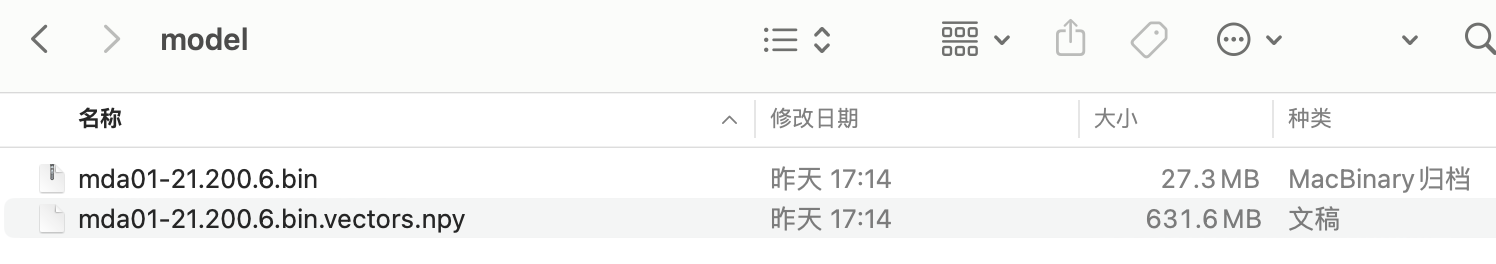 model
名称 修改日期 大小 种类
mda01-21.200.6.bin 昨天 17:14 27.3 MB MacBinary归档
mda01-21.200.6.bin.vectors.npy 昨天 17:14 631.6 MB 文稿